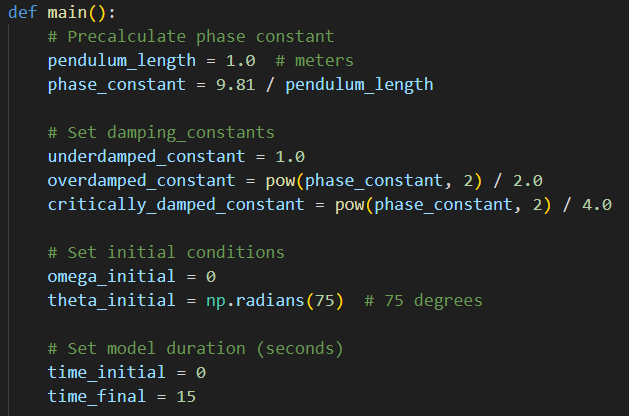 def main():
    # Precalculate phase constant
    pendulum_length = 1.0  # meters
    phase_constant = 9.81 / pendulum_length

    # Set damping_constants
    underdamped_constant = 1.0
    overdamped_constant = pow(phase_constant, 2) / 2.0
    critically_damped_constant = pow(phase_constant, 2) / 4.0

    # Set initial conditions
    omega_initial = 0
    theta_initial = np.radians(75)  # 75 degrees

    # Set model duration (seconds)
    time_initial = 0
    time_final = 15